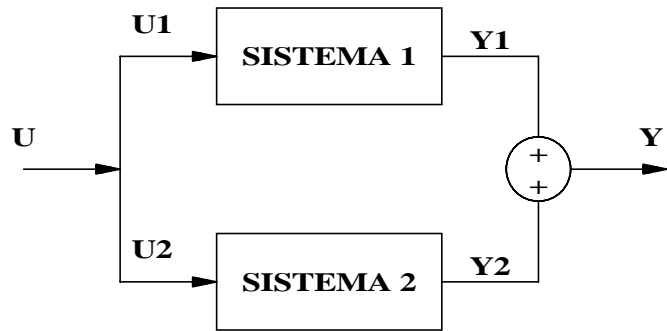 U1
SISTEMA 1
Y1
U
+
+
Y
U2
SISTEMA 2
Y2